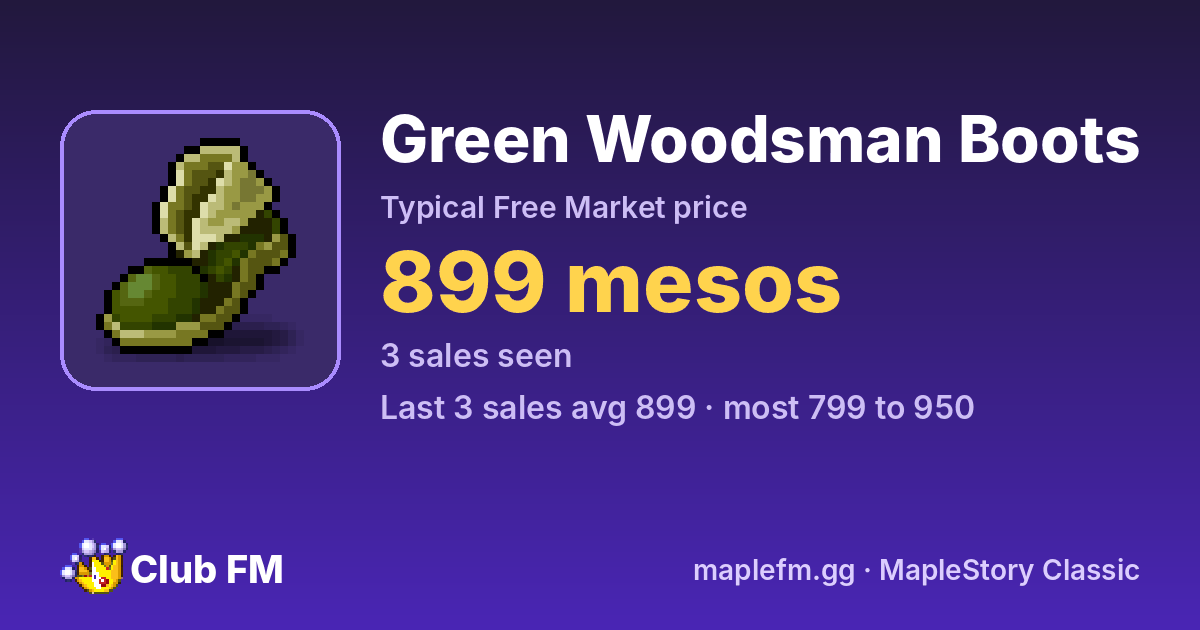 Green Woodsman Boots
Typical Free Market price
899 mesos
3 sales seen
Last 3 sales avg 899 · most 799 to 950
Club FM
maplefm.gg · MapleStory Classic